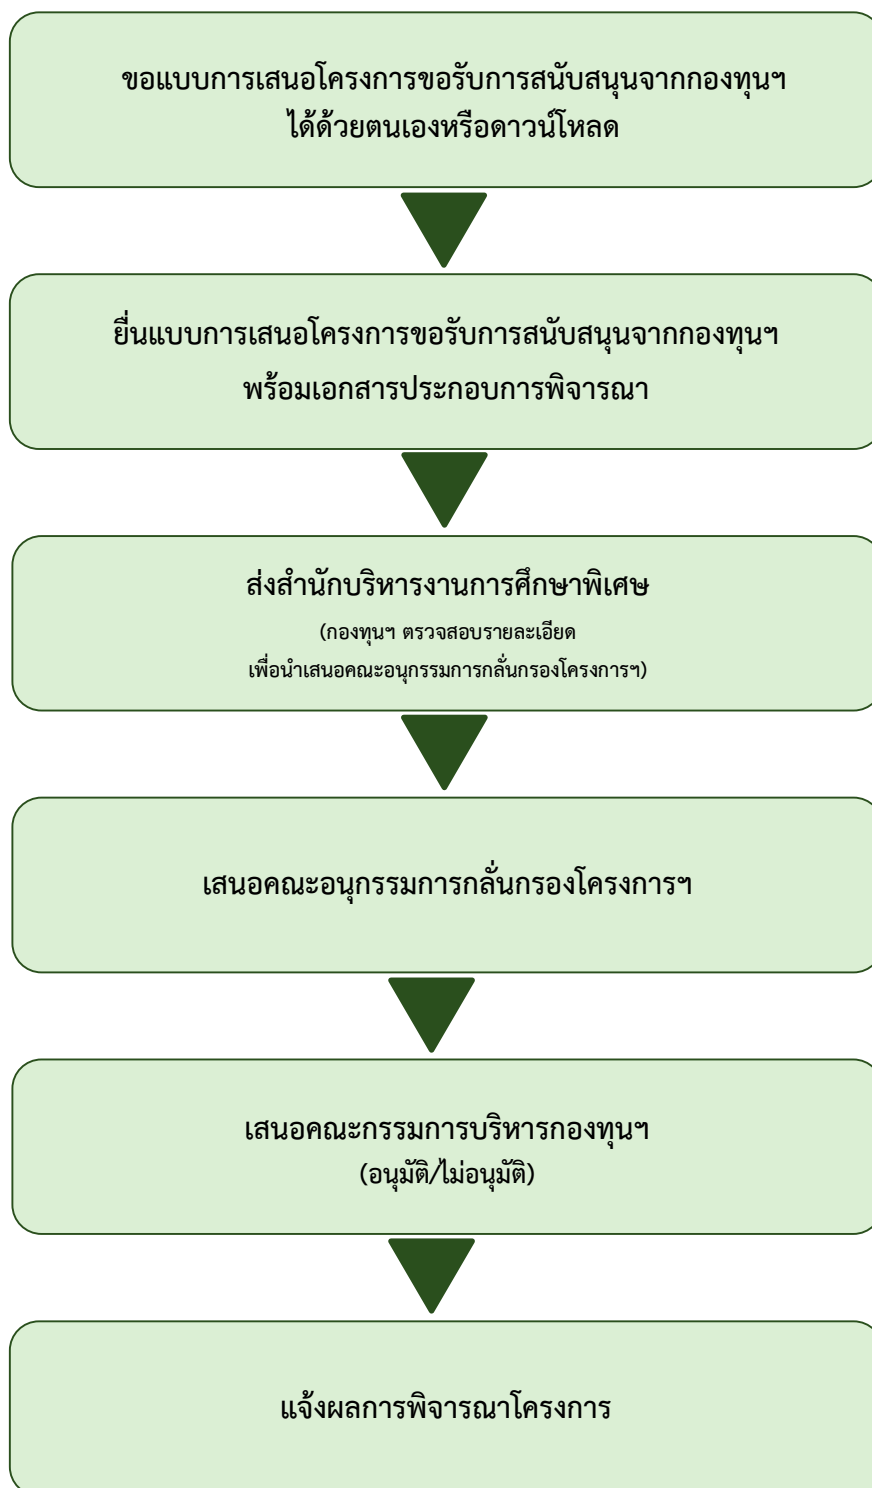 ขอแบบการเสนอโครงการขอรับการสนับสนุนจากกองทุนฯ
ได้ด้วยตนเองหรือดาวน์โหลด
ยื่นแบบการเสนอโครงการขอรับการสนับสนุนจากกองทุนฯ
พร้อมเอกสารประกอบการพิจารณา
ส่งสำนักบริหารงานการศึกษาพิเศษ
(กองทุนฯ ตรวจสอบรายละเอียด
เพื่อนำเสนอคณะอนุกรรมการกลั่นกรองโครงการฯ)
เสนอคณะอนุกรรมการกลั่นกรองโครงการฯ
เสนอคณะกรรมการบริหารกองทุนฯ
(อนุมัติ/ไม่อนุมัติ)
แจ้งผลการพิจารณาโครงการ